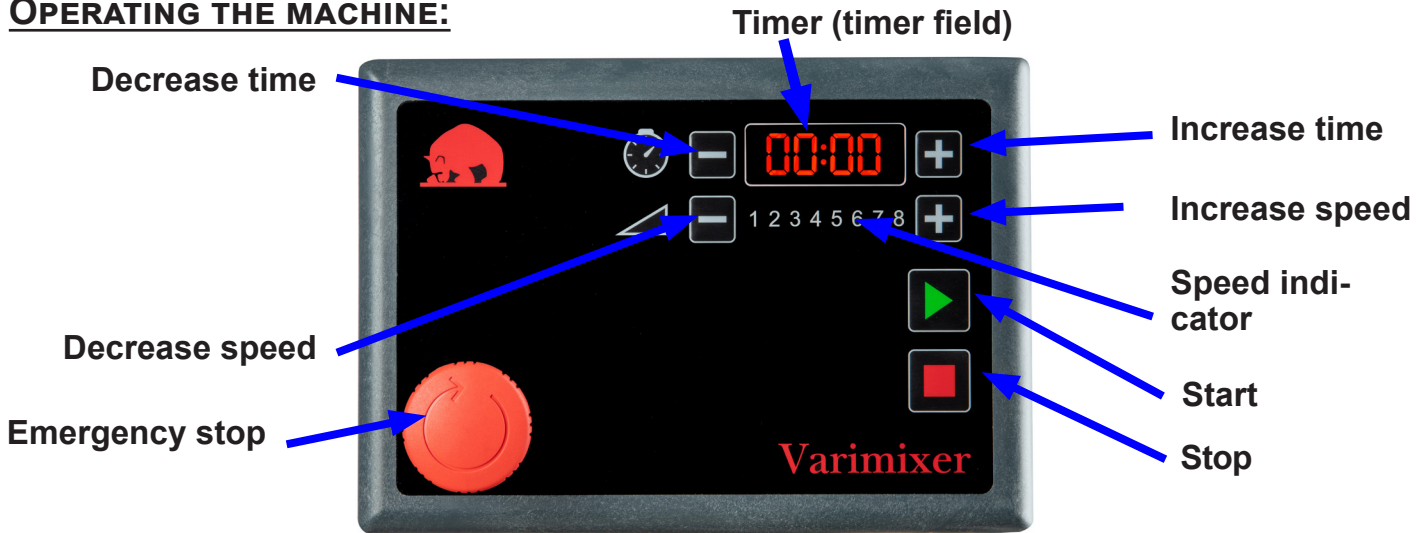 OPERATING THE MACHINE:
Timer (timer field)
Decrease time
00:00
Increase time
1 2 3 4 5 6 7 8
Increase speed
Speed indi-
cator
Decrease speed
Start
Emergency stop
Stop
Varimixer